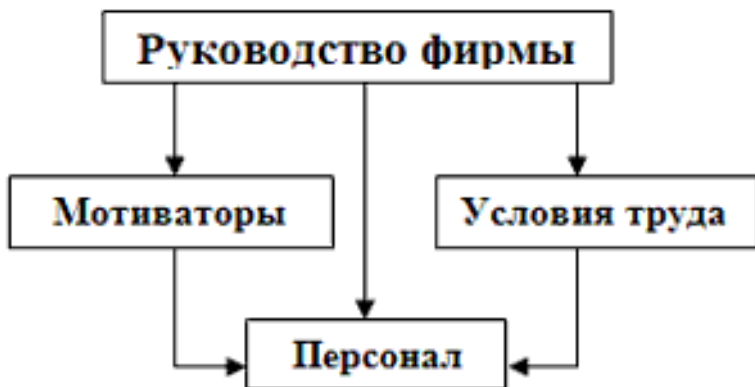 Руководство фирмы
Мотиваторы
Условия труда
Персонал